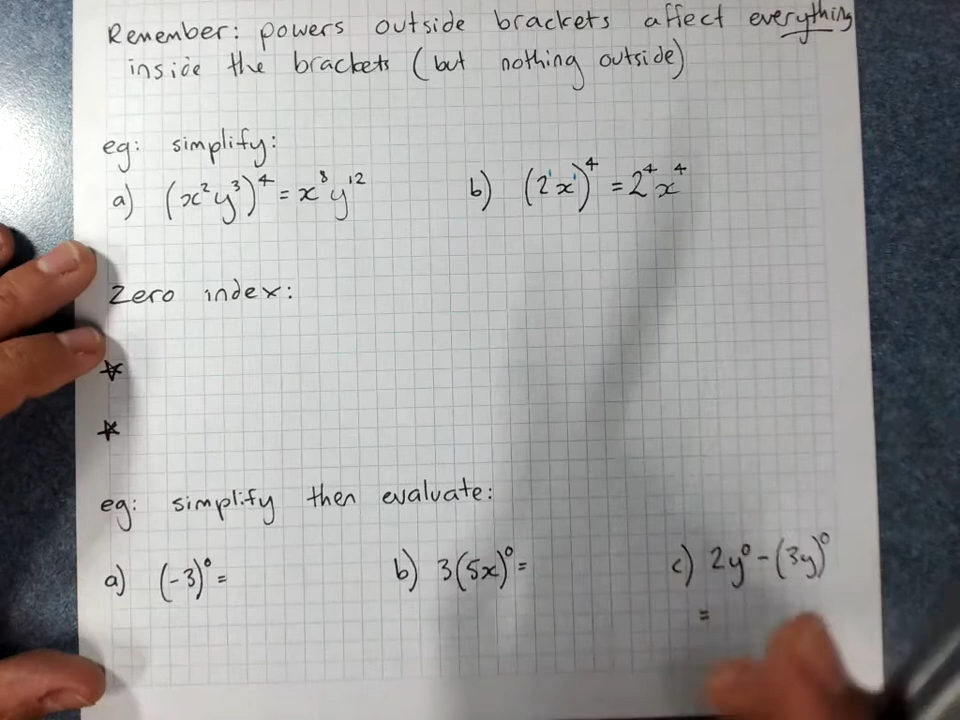 Remember: powers outside brackets affect everything
inside the brackets (but nothing outside)
eg: simplify:
a) (x²y³)⁴ = x⁸y¹² b) (2¹x¹)⁴ = 2⁴x⁴
Zero index:
☆
☆
eg: simplify then evaluate:
a) (-3)⁰ = b) 3(5x)⁰ = c) 2y⁰ - (3y)⁰
=